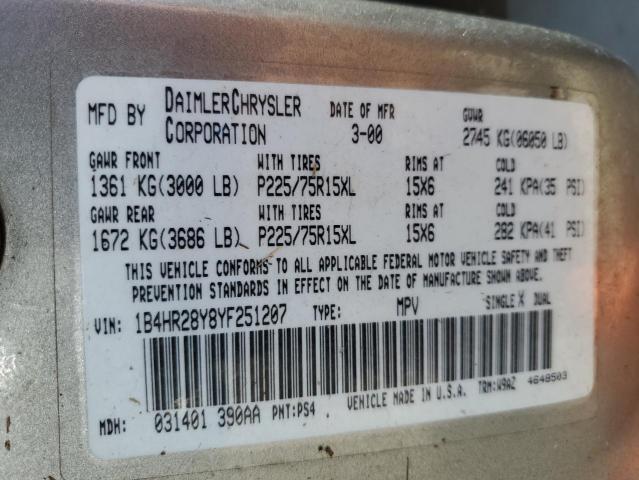 MFD BY DAIMLERCHRYSLER CORPORATION
DATE OF MFR 3-00
GVWR 2745 KG(06050 LB)
GAWR FRONT WITH TIRES RIMS AT COLD
1361 KG(3000 LB) P225/75R15XL 15X6 241 KPA(35 PSI)
GAWR REAR WITH TIRES RIMS AT COLD
1672 KG(3686 LB) P225/75R15XL 15X6 282 KPA(41 PSI)
THIS VEHICLE CONFORMS TO ALL APPLICABLE FEDERAL MOTOR VEHICLE SAFETY AND THEFT
PREVENTION STANDARDS IN EFFECT ON THE DATE OF MANUFACTURE SHOWN ABOVE.
VIN: 1B4HR28Y8YF251207 TYPE: MPV SINGLE X DUAL
MDH: 031401 390AA PNT:PS4 VEHICLE MADE IN U.S.A. TRM:W9AZ 4648503